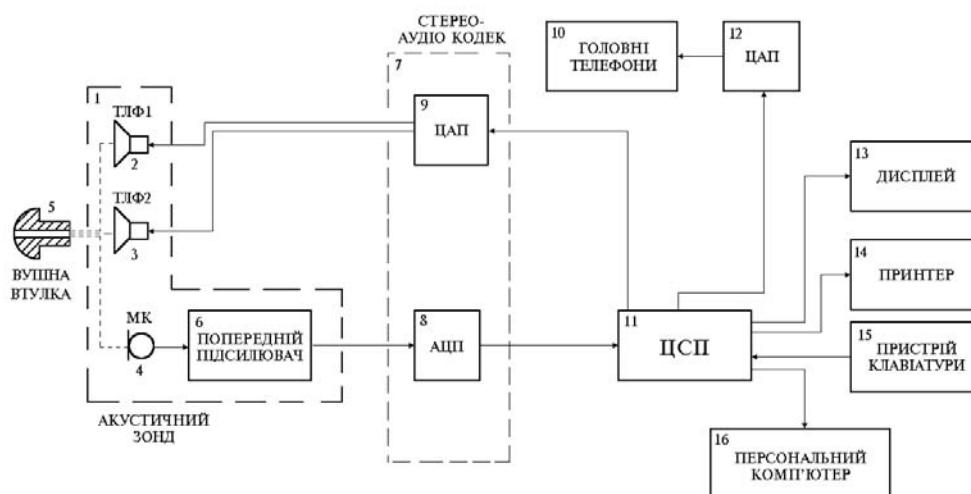 СТЕРЕО-
АУДІО КОДЕК
7
9
ЦАП
8
АЦП
10
ГОЛОВНІ
ТЕЛЕФОНИ
12
ЦАП
1
ТЛФ1
2
ТЛФ2
3
5
ВУШНА
ВТУЛКА
МК
4
6
ПОПЕРЕДНІЙ
ПІДСИЛЮВАЧ
АКУСТИЧНИЙ
ЗОНД
11
ЦСП
13
ДИСПЛЕЙ
14
ПРИНТЕР
15
ПРИСТРІЙ
КЛАВІАТУРИ
16
ПЕРСОНАЛЬНИЙ
КОМП’ЮТЕР